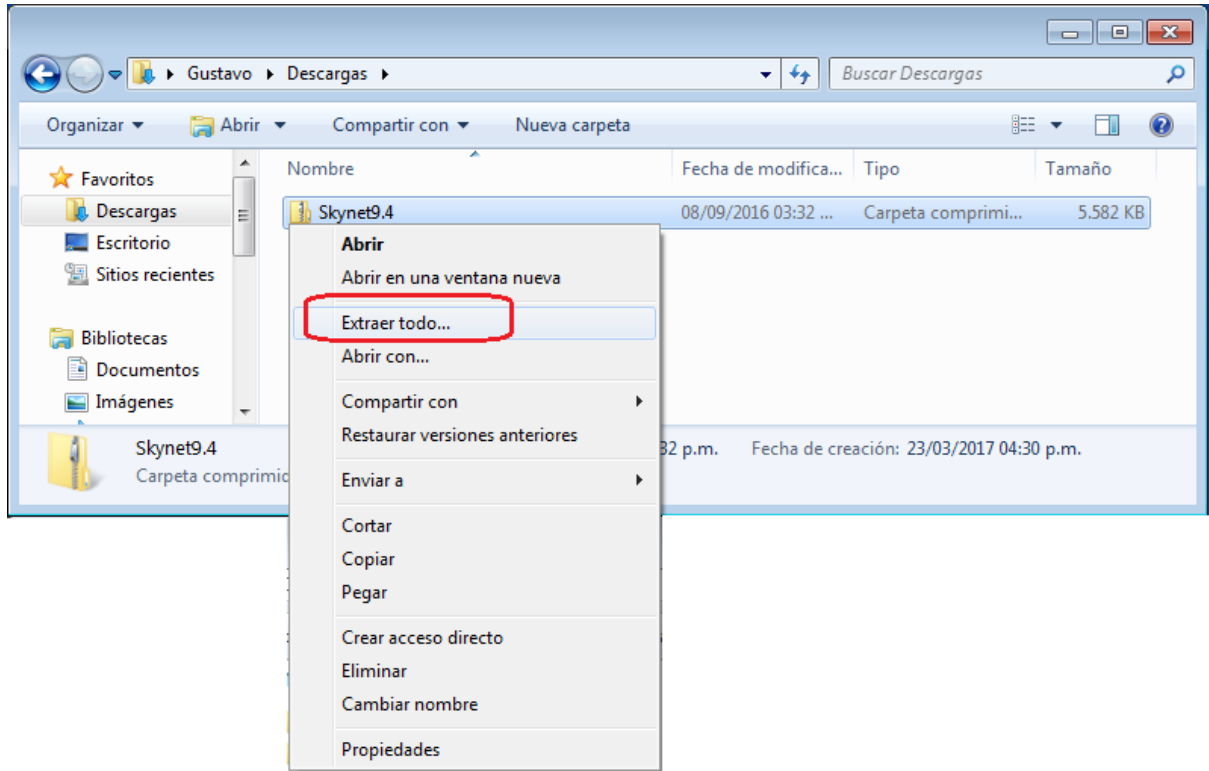 Gustavo Descargas
Buscar Descargas
Organizar Abrir Compartir con Nueva carpeta
Nombre Fecha de modifica... Tipo Tamaño
Favoritos
Descargas
Escritorio
Sitios recientes
Bibliotecas
Documentos
Imágenes
Skynet9.4 08/09/2016 03:32 ... Carpeta comprimi... 5.582 KB
Abrir
Abrir en una ventana nueva
Extraer todo...
Abrir con...
Compartir con
Restaurar versiones anteriores
Enviar a
Cortar
Copiar
Pegar
Crear acceso directo
Eliminar
Cambiar nombre
Propiedades
Skynet9.4 32 p.m. Fecha de creación: 23/03/2017 04:30 p.m.
Carpeta comprimid